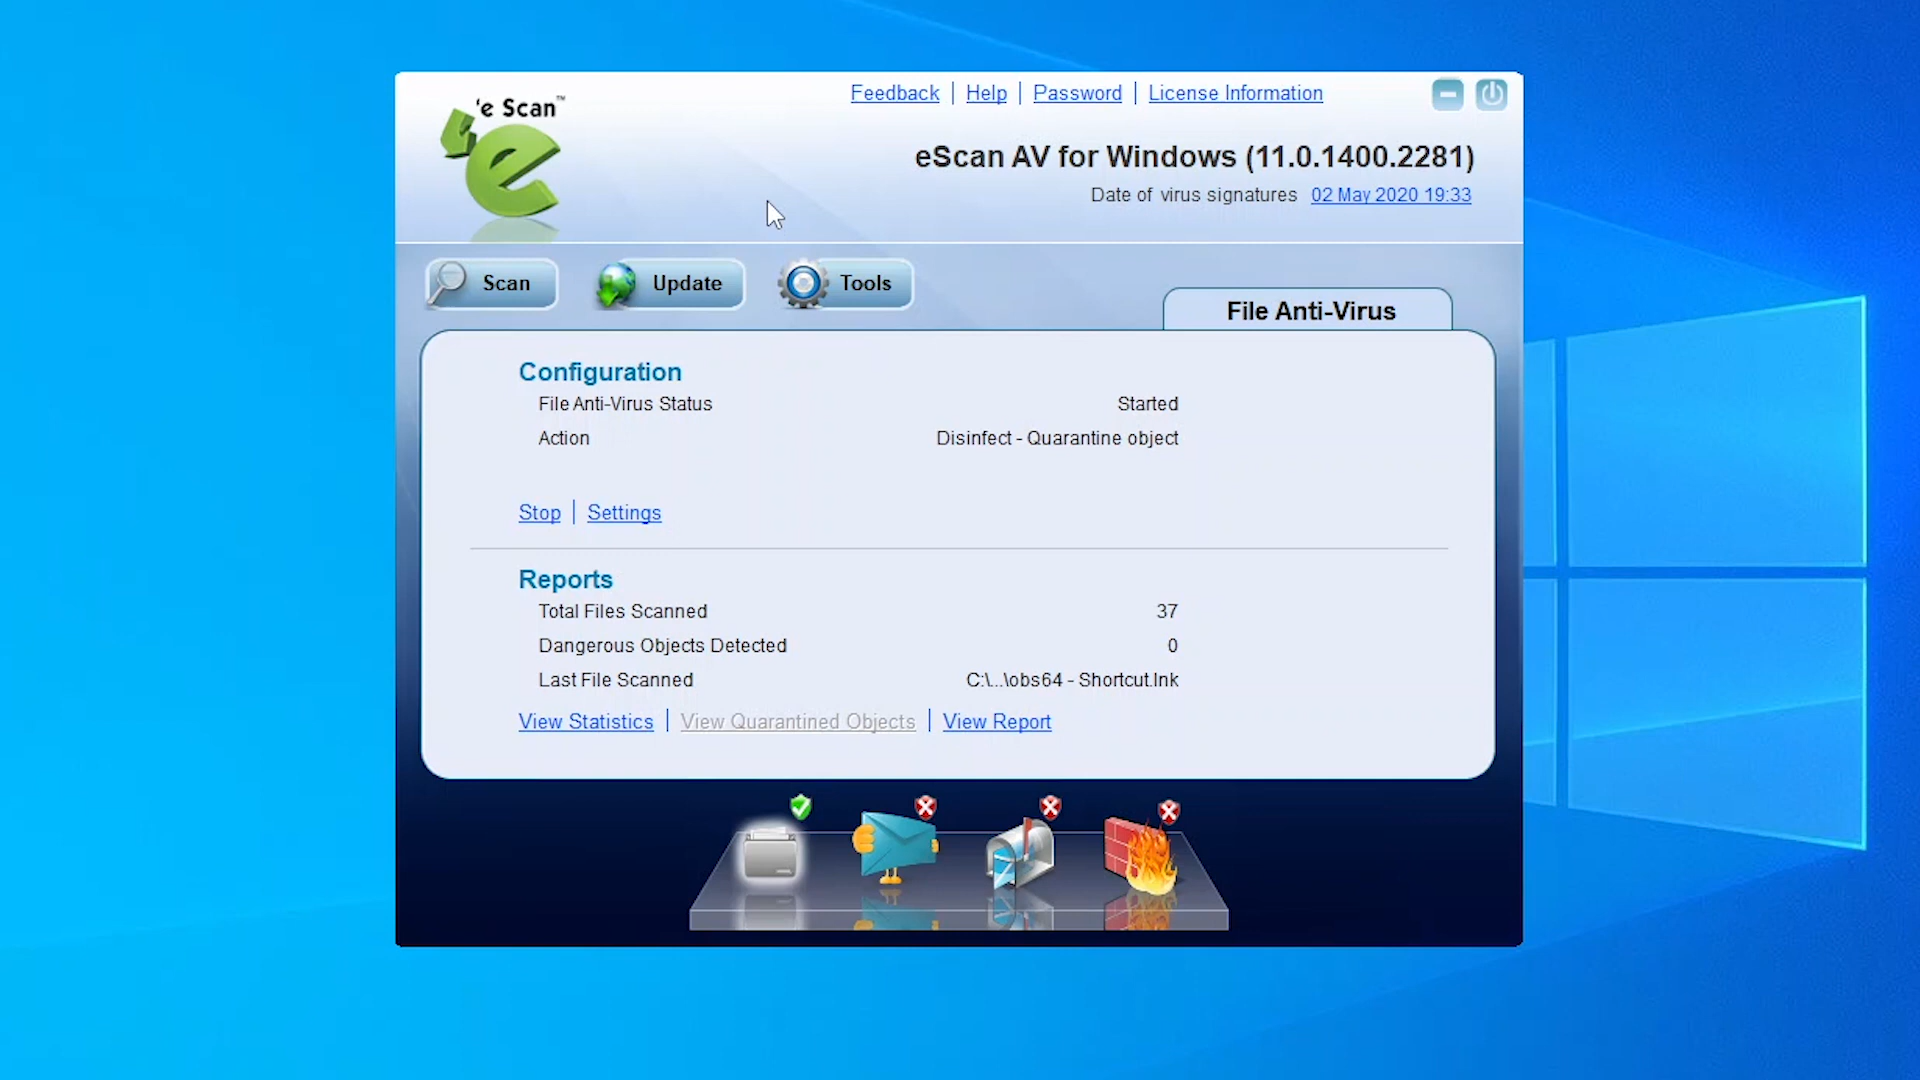 Feedback | Help | Password | License Information
'e Scan™
eScan AV for Windows (11.0.1400.2281)
Date of virus signatures 02 May 2020 19:33
Scan Update Tools
File Anti-Virus
Configuration
File Anti-Virus Status Started
Action Disinfect - Quarantine object
Stop | Settings
Reports
Total Files Scanned 37
Dangerous Objects Detected 0
Last File Scanned C:\...\obs64 - Shortcut.lnk
View Statistics | View Quarantined Objects | View Report